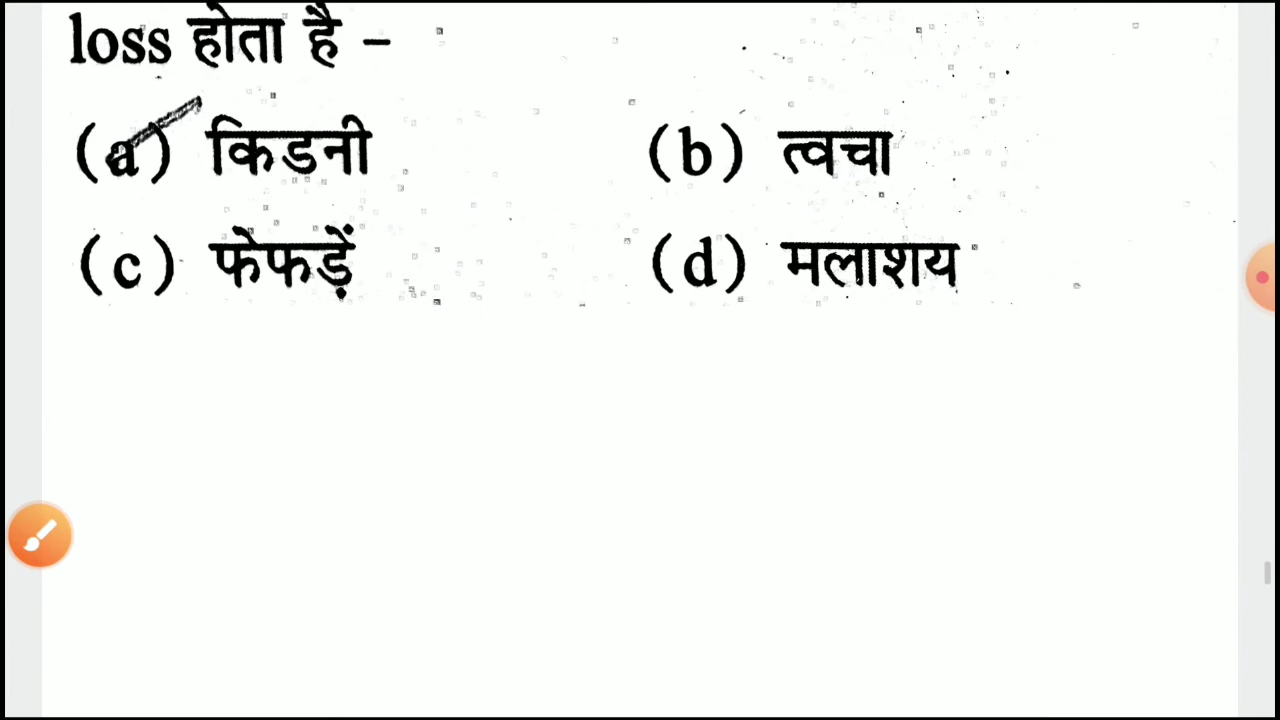 loss होता है –
(a) किडनी (b) त्वचा
(c) फेफड़ें (d) मलाशय